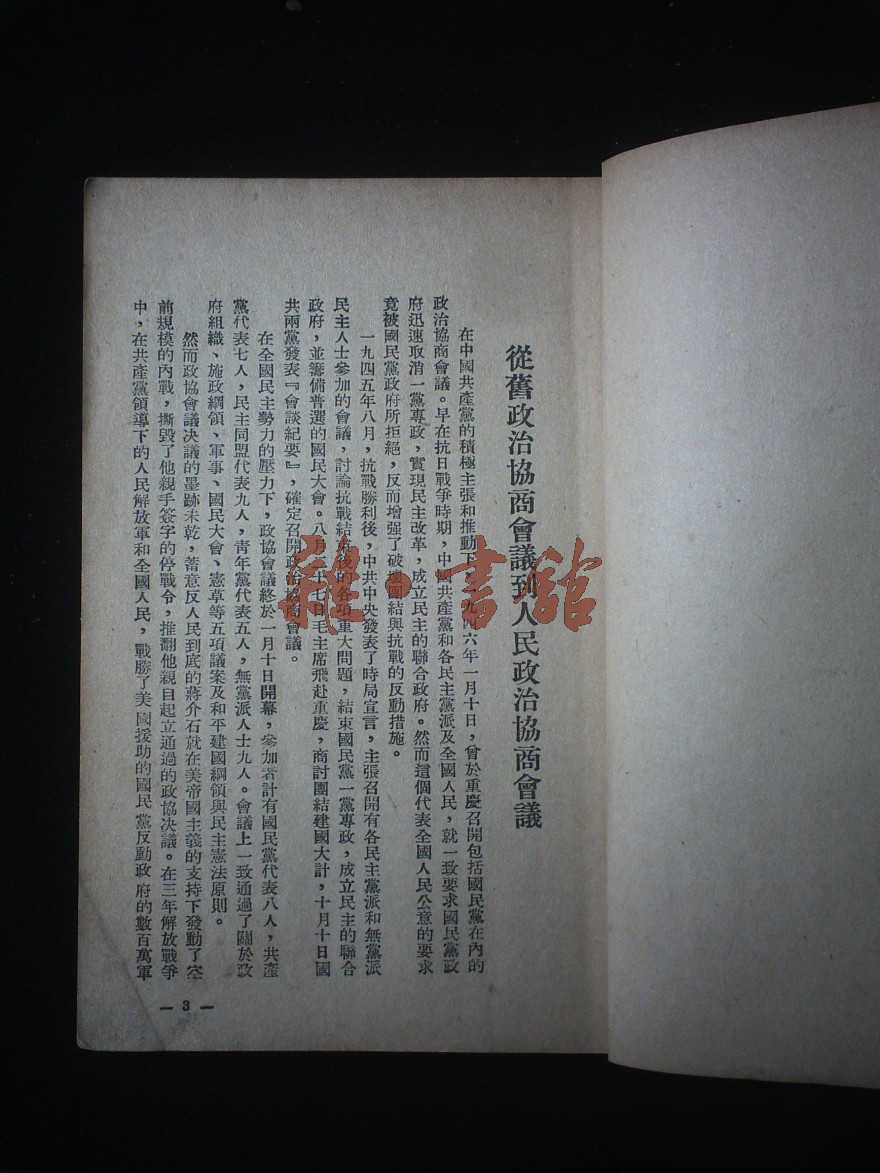 從舊政治協商會議到人民政治協商會議
在中國共產黨的積極主張和推動下，一九四六年一月十日，曾於重慶召開包括國民黨在內的
政治協商會議。早在抗日戰爭時期，中國共產黨和各民主黨派及全國人民，就一致要求國民黨政
府迅速取消一黨專政，實現民主改革，成立民主的聯合政府。然而這個代表全國人民公意的要求
竟被國民黨政府所拒絕，反而增强了破壞團結與抗戰的反動措施。
一九四五年八月，抗戰勝利後，中共中央發表了時局宣言，主張召開有各民主黨派和無黨派
民主人士參加的會議，討論抗戰結束後的各項重大問題，結束國民黨一黨專政，成立民主的聯合
政府，並籌備普選的國民大會。八月二十七日毛主席飛赴重慶，商討團結建國大計，十月十日國
共兩黨發表『會談紀要』，確定召開政治協商會議。
在全國民主勢力的壓力下，政協會議終於一月十日開幕，參加者計有國民黨代表八人，共產
黨代表七人，民主同盟代表九人，青年黨代表五人，無黨派人士九人。會議上一致通過了關於政
府組織、施政綱領、軍事、國民大會、憲草等五項議案及和平建國綱領與民主憲法原則。
然而政協會議決議的墨跡未乾，蓄意反人民到底的蔣介石就在美帝國主義的支持下發動了空
前規模的內戰，撕毀了他親手簽字的停戰令，推翻他親自起立通過的政協決議。在三年解放戰爭
中，在共產黨領導下的人民解放軍和全國人民，戰勝了美國援助的國民黨反動政府的數百萬軍
— 3 —
書館